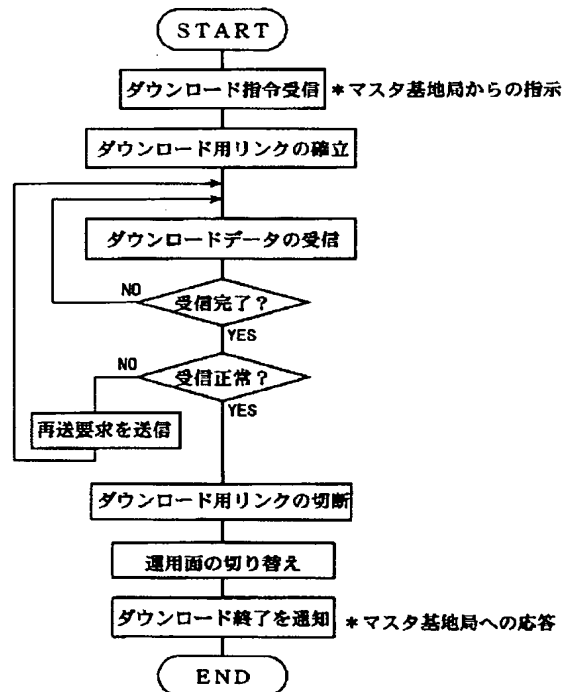 START
ダウンロード指令受信 *マスタ基地局からの指示
ダウンロード用リンクの確立
ダウンロードデータの受信
NO
受信完了?
YES
NO
受信正常?
YES
再送要求を送信
ダウンロード用リンクの切断
運用面の切り替え
ダウンロード終了を通知 *マスタ基地局への応答
END